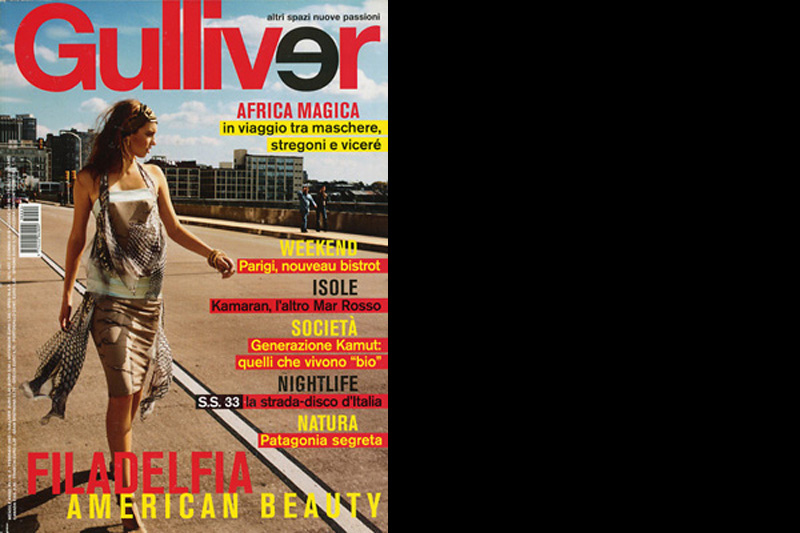 altri spazi nuove passioni
Gulliver
AFRICA MAGICA
in viaggio tra maschere,
stregoni e viceré
WEEKEND
Parigi, nouveau bistrot
ISOLE
Kamaran, l'altro Mar Rosso
SOCIETÀ
Generazione Kamut:
quelli che vivono "bio"
NIGHTLIFE
S.S. 33 la strada-disco d'Italia
NATURA
Patagonia segreta
FILADELFIA
AMERICAN BEAUTY